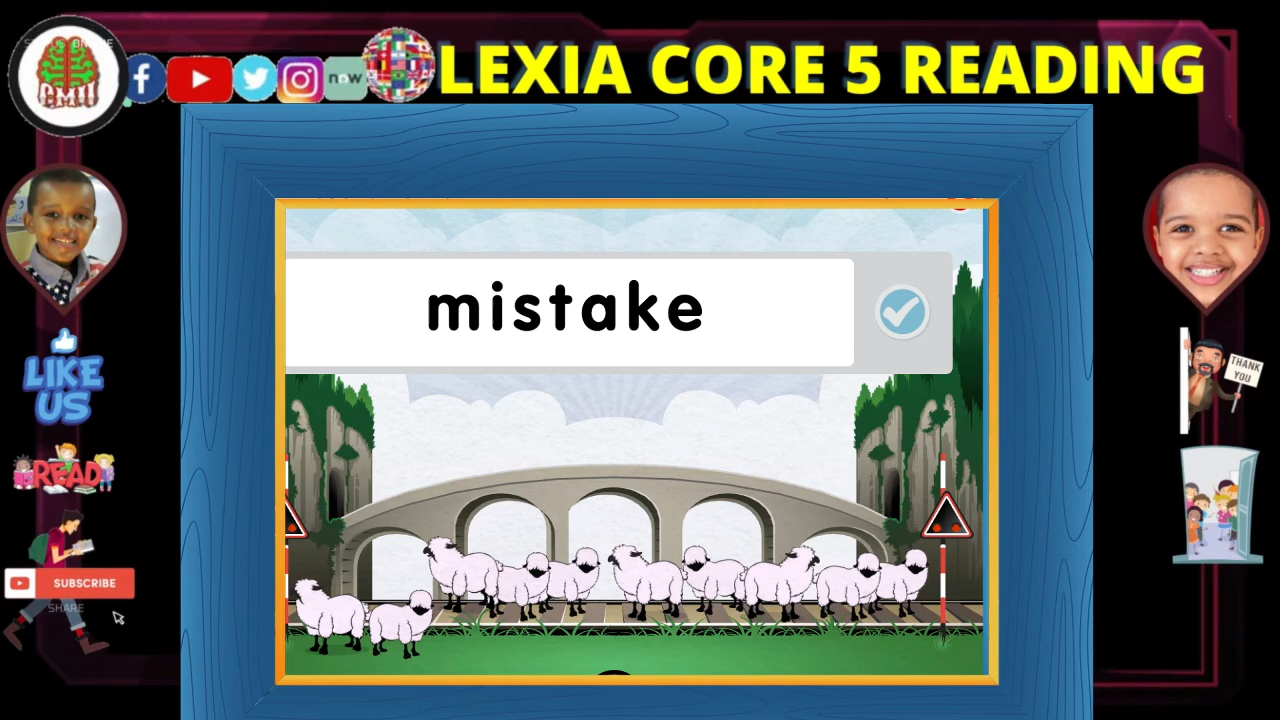 LEXIA CORE 5 READING
now
mistake
LIKE
US
READ
SUBSCRIBE
SHARE
THANK
YOU